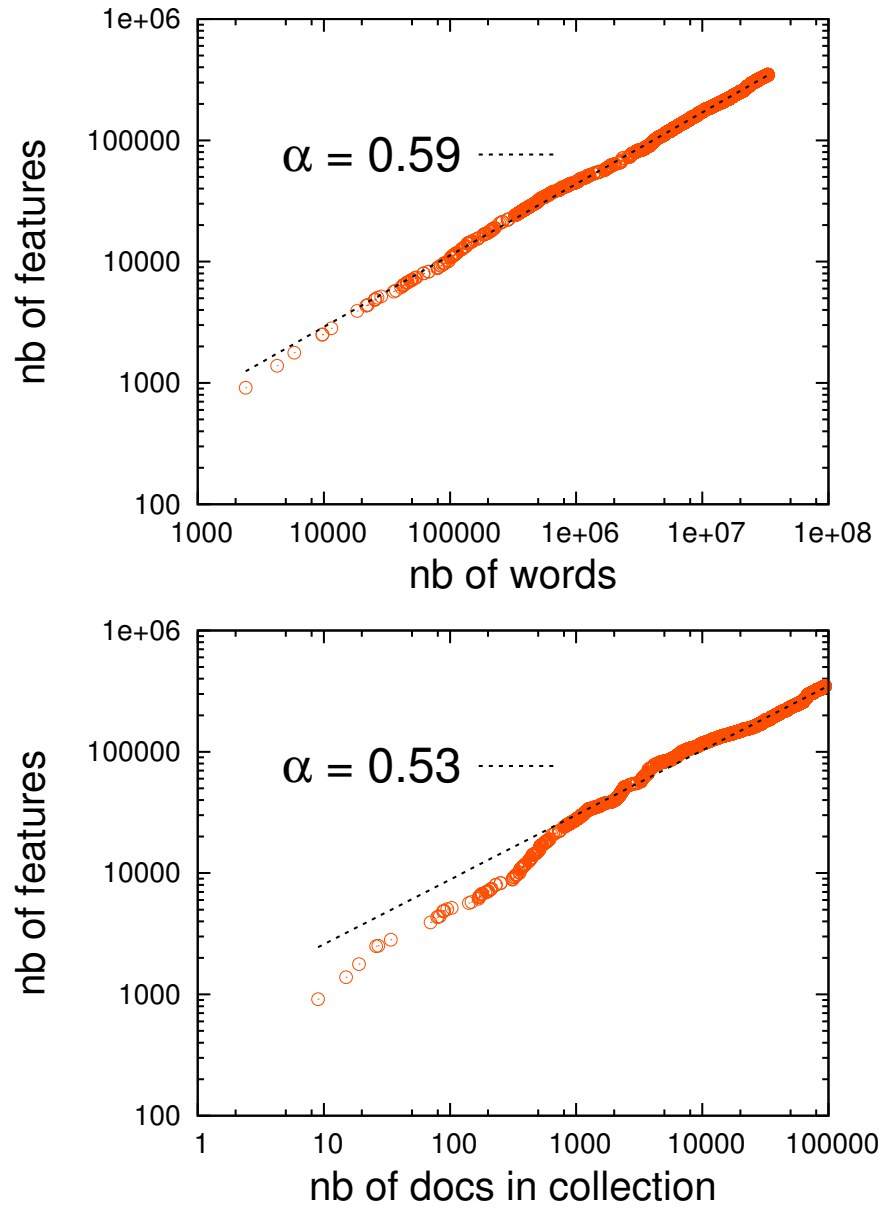 1e+06
100000
10000
1000
100
nb of features
α = 0.59
1000 10000 100000 1e+06 1e+07 1e+08
nb of words
1e+06
100000
10000
1000
100
nb of features
α = 0.53
1 10 100 1000 10000 100000
nb of docs in collection